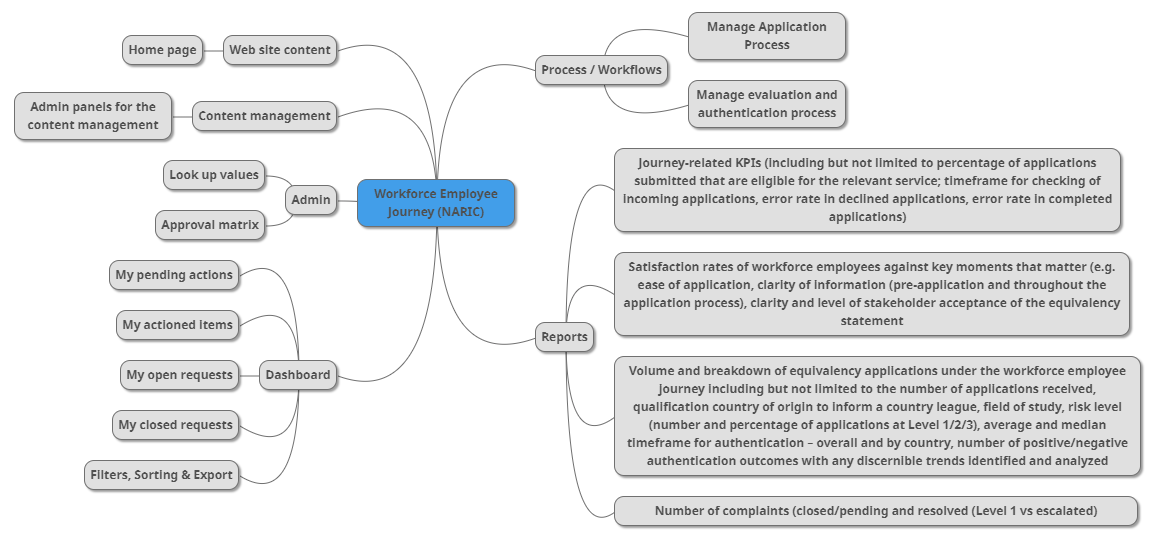 Workforce Employee
Journey (NARIC)
Web site content
Home page
Content management
Admin panels for the
content management
Admin
Look up values
Approval matrix
Dashboard
My pending actions
My actioned items
My open requests
My closed requests
Filters, Sorting & Export
Process / Workflows
Manage Application
Process
Manage evaluation and
authentication process
Reports
Journey-related KPIs (including but not limited to percentage of applications
submitted that are eligible for the relevant service; timeframe for checking of
incoming applications, error rate in declined applications, error rate in completed
applications)
Satisfaction rates of workforce employees against key moments that matter (e.g.
ease of application, clarity of information (pre-application and throughout the
application process), clarity and level of stakeholder acceptance of the equivalency
statement
Volume and breakdown of equivalency applications under the workforce employee
journey including but not limited to the number of applications received,
qualification country of origin to inform a country league, field of study, risk level
(number and percentage of applications at Level 1/2/3), average and median
timeframe for authentication – overall and by country, number of positive/negative
authentication outcomes with any discernible trends identified and analyzed
Number of complaints (closed/pending and resolved (Level 1 vs escalated)